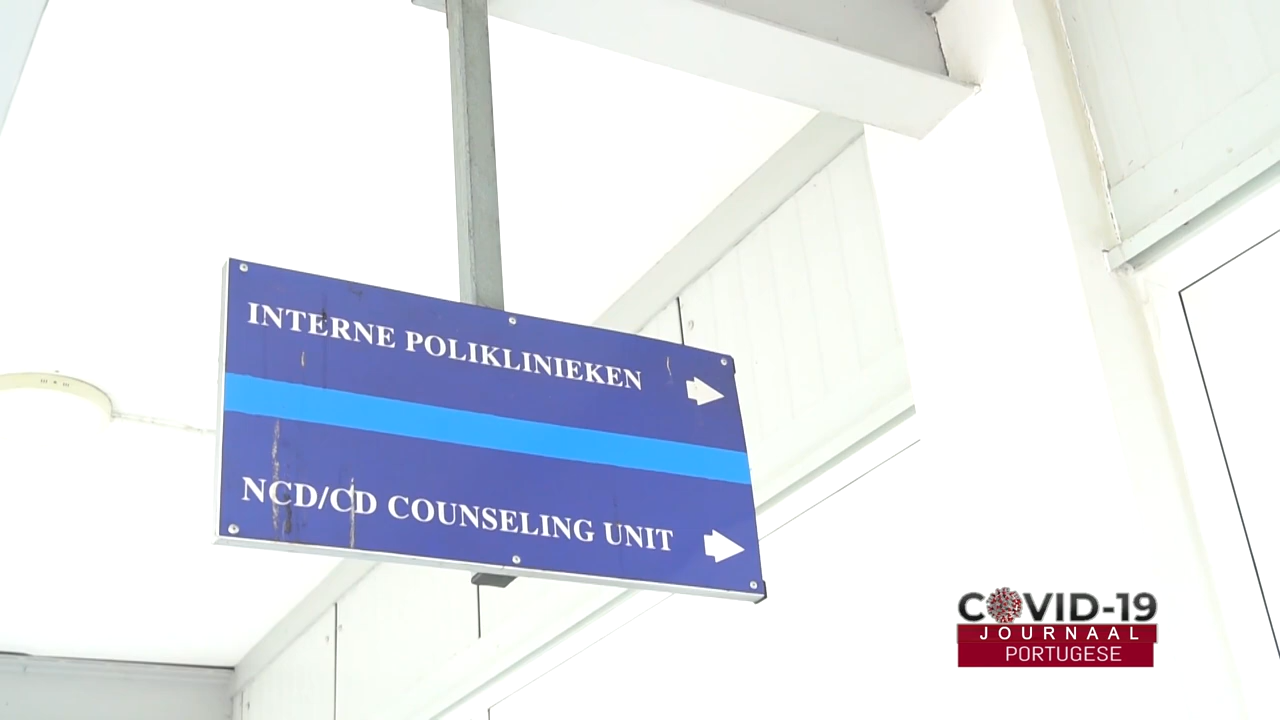 INTERNE POLIKLINIEKEN
NCD/CD COUNSELING UNIT
COVID-19
JOURNAAL
PORTUGESE